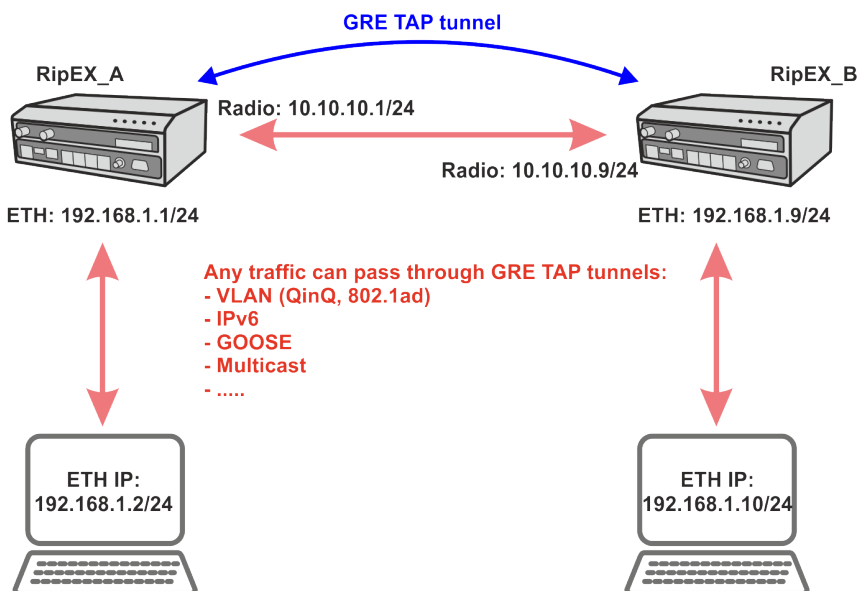 GRE TAP tunnel
RipEX_A
RipEX_B
Radio: 10.10.10.1/24
Radio: 10.10.10.9/24
ETH: 192.168.1.1/24
ETH: 192.168.1.9/24
Any traffic can pass through GRE TAP tunnels:
- VLAN (QinQ, 802.1ad)
- IPv6
- GOOSE
- Multicast
- .....
ETH IP:
192.168.1.2/24
ETH IP:
192.168.1.10/24